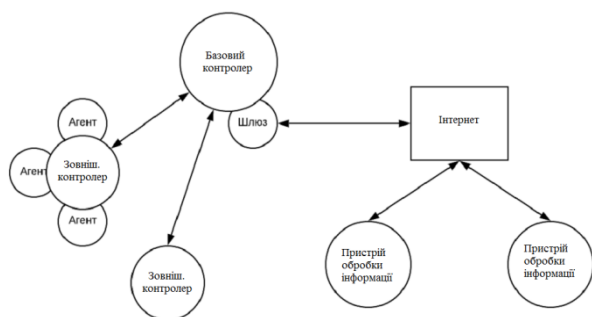 Базовий
контролер
Шлюз
Інтернет
Агент
Агент
Зовніш.
контролер
Агент
Зовніш.
контролер
Пристрій
обробки
інформації
Пристрій
обробки
інформації